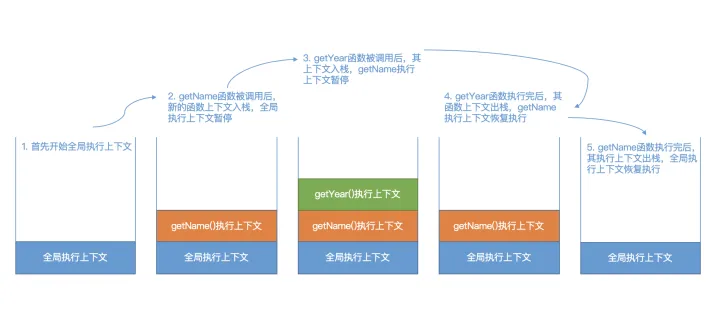 1. 首先开始全局执行上下文
全局执行上下文
2. getName函数被调用后，
新的函数上下文入栈，全局
执行上下文暂停
getName()执行上下文
全局执行上下文
3. getYear函数被调用后，其
上下文入栈，getName执行
上下文暂停
getYear()执行上下文
getName()执行上下文
全局执行上下文
4. getYear函数执行完后，其
函数上下文出栈，getName
执行上下文恢复执行
getName()执行上下文
全局执行上下文
5. getName函数执行完后，
其执行上下文出栈，全局执
行上下文恢复执行
全局执行上下文